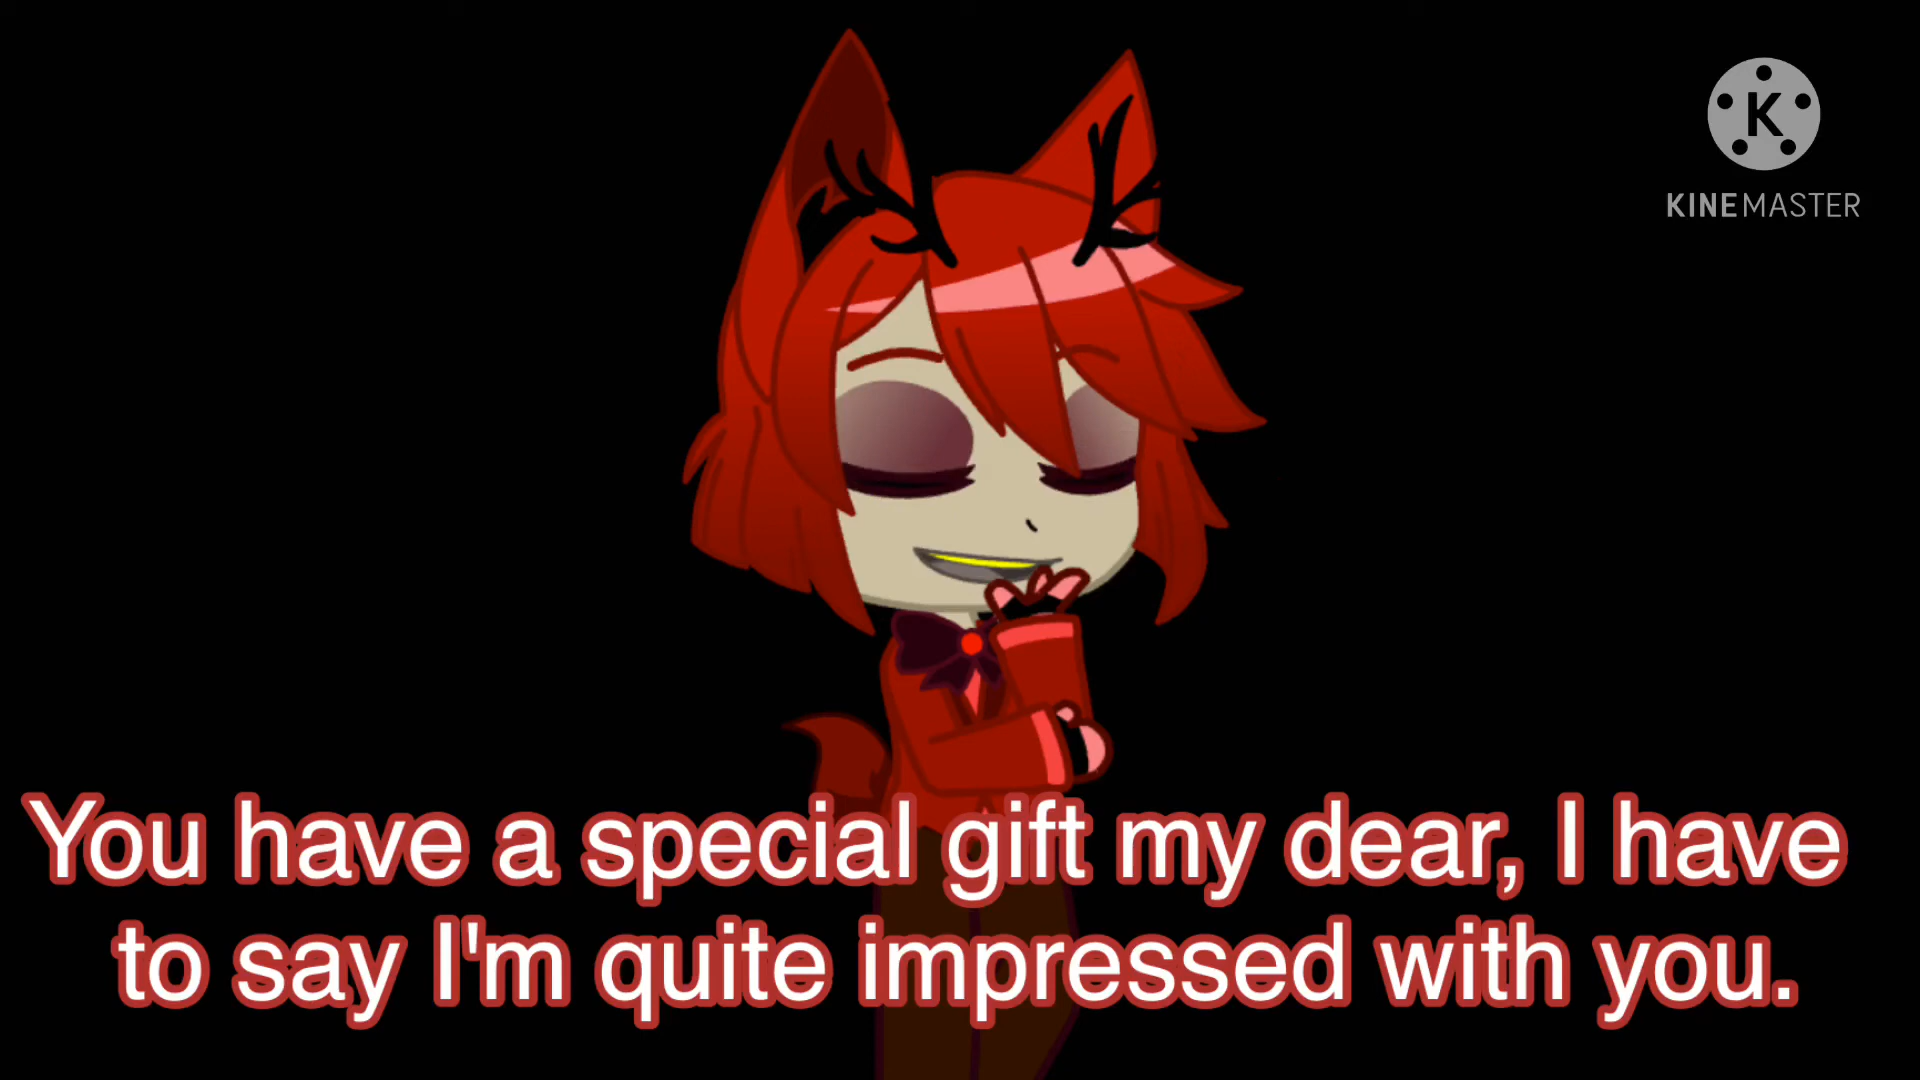 K
KINEMASTER
You have a special gift my dear, I have
to say I'm quite impressed with you.